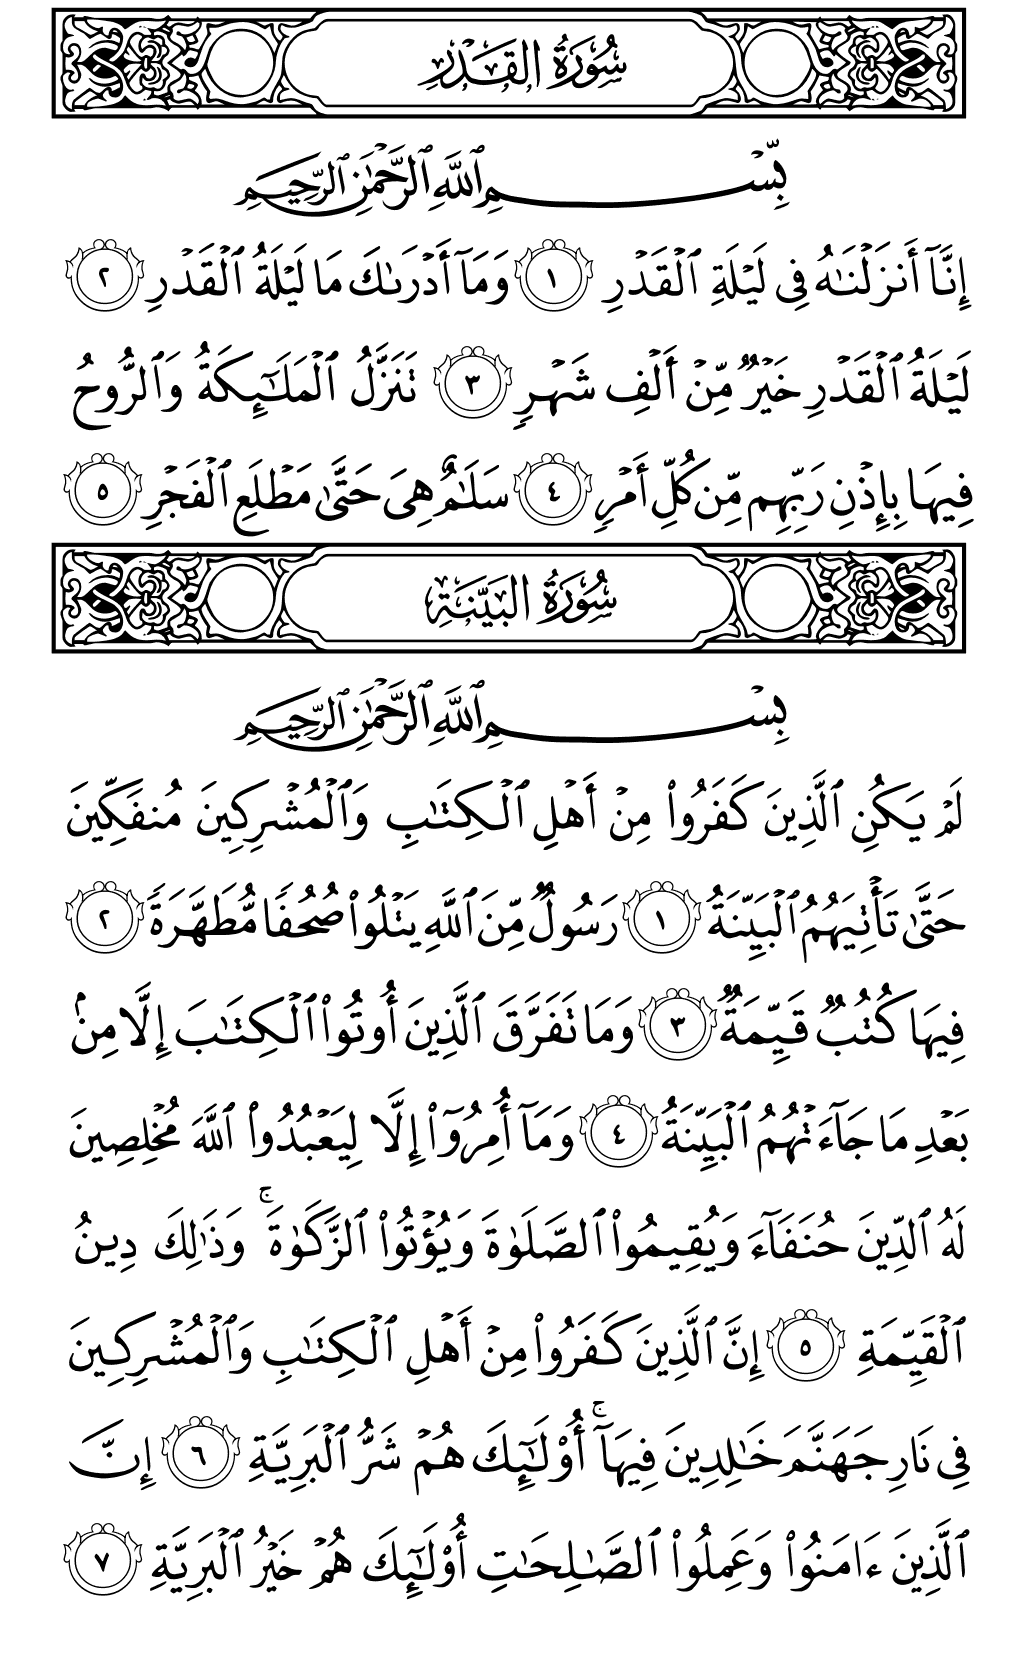 سُورَةُ القَدْرِ
بِّسْمِ ٱللَّهِ ٱلرَّحْمَٰنِ ٱلرَّحِيمِ
إِنَّآ أَنزَلْنَٰهُ فِى لَيْلَةِ ٱلْقَدْرِ ١ وَمَآ أَدْرَىٰكَ مَا لَيْلَةُ ٱلْقَدْرِ ٢
لَيْلَةُ ٱلْقَدْرِ خَيْرٌ مِّنْ أَلْفِ شَهْرٍ ٣ تَنَزَّلُ ٱلْمَلَٰٓئِكَةُ وَٱلرُّوحُ
فِيهَا بِإِذْنِ رَبِّهِم مِّن كُلِّ أَمْرٍ ٤ سَلَٰمٌ هِىَ حَتَّىٰ مَطْلَعِ ٱلْفَجْرِ ٥
سُورَةُ البَيِّنَةِ
بِسْمِ ٱللَّهِ ٱلرَّحْمَٰنِ ٱلرَّحِيمِ
لَمْ يَكُنِ ٱلَّذِينَ كَفَرُوا۟ مِنْ أَهْلِ ٱلْكِتَٰبِ وَٱلْمُشْرِكِينَ مُنفَكِّينَ
حَتَّىٰ تَأْتِيَهُمُ ٱلْبَيِّنَةُ ١ رَسُولٌ مِّنَ ٱللَّهِ يَتْلُوا۟ صُحُفًا مُّطَهَّرَةً ٢
فِيهَا كُتُبٌ قَيِّمَةٌ ٣ وَمَا تَفَرَّقَ ٱلَّذِينَ أُوتُوا۟ ٱلْكِتَٰبَ إِلَّا مِنۢ
بَعْدِ مَا جَآءَتْهُمُ ٱلْبَيِّنَةُ ٤ وَمَآ أُمِرُوٓا۟ إِلَّا لِيَعْبُدُوا۟ ٱللَّهَ مُخْلِصِينَ
لَهُ ٱلدِّينَ حُنَفَآءَ وَيُقِيمُوا۟ ٱلصَّلَوٰةَ وَيُؤْتُوا۟ ٱلزَّكَوٰةَ ۚ وَذَٰلِكَ دِينُ
ٱلْقَيِّمَةِ ٥ إِنَّ ٱلَّذِينَ كَفَرُوا۟ مِنْ أَهْلِ ٱلْكِتَٰبِ وَٱلْمُشْرِكِينَ
فِى نَارِ جَهَنَّمَ خَٰلِدِينَ فِيهَآ ۚ أُو۟لَٰٓئِكَ هُمْ شَرُّ ٱلْبَرِيَّةِ ٦ إِنَّ
ٱلَّذِينَ ءَامَنُوا۟ وَعَمِلُوا۟ ٱلصَّٰلِحَٰتِ أُو۟لَٰٓئِكَ هُمْ خَيْرُ ٱلْبَرِيَّةِ ٧